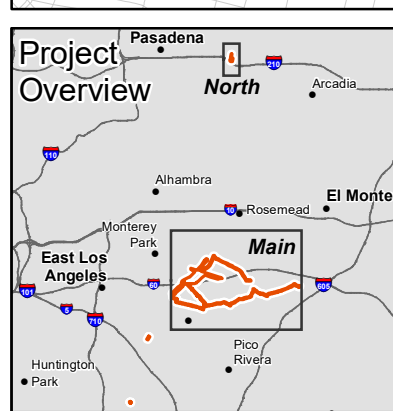 Project
Overview
Pasadena
North
210
Arcadia
110
Alhambra
10
Rosemead
El Monte
Monterey
Park
Main
East Los
Angeles
60
605
101
5
710
Pico
Rivera
Huntington
Park